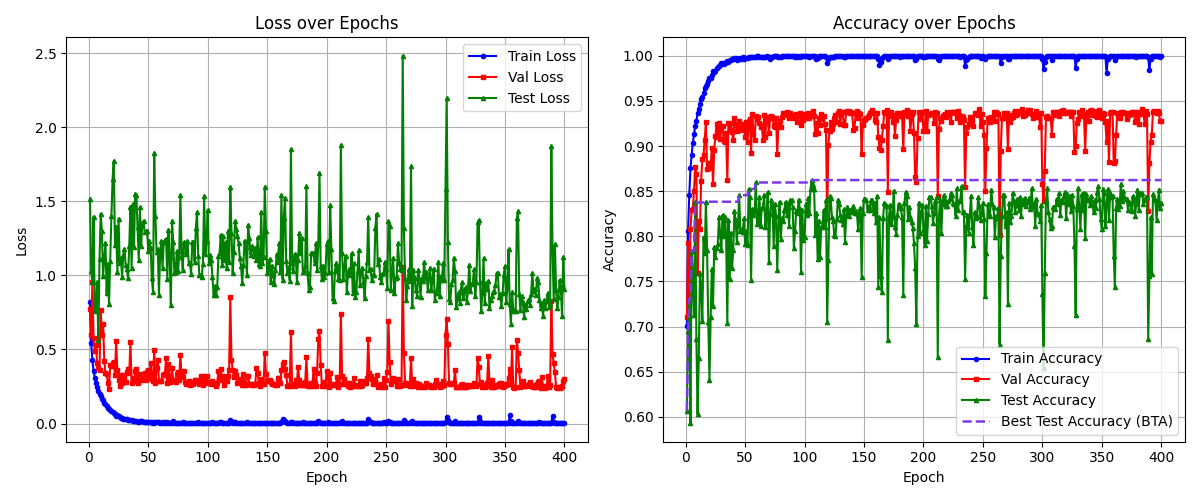 Loss over Epochs
Loss
2.5
2.0
1.5
1.0
0.5
0.0
0
50
100
150
200
250
300
350
400
Epoch
Train Loss
Val Loss
Test Loss
Accuracy over Epochs
Accuracy
1.00
0.95
0.90
0.85
0.80
0.75
0.70
0.65
0.60
0
50
100
150
200
250
300
350
400
Epoch
Train Accuracy
Val Accuracy
Test Accuracy
Best Test Accuracy (BTA)